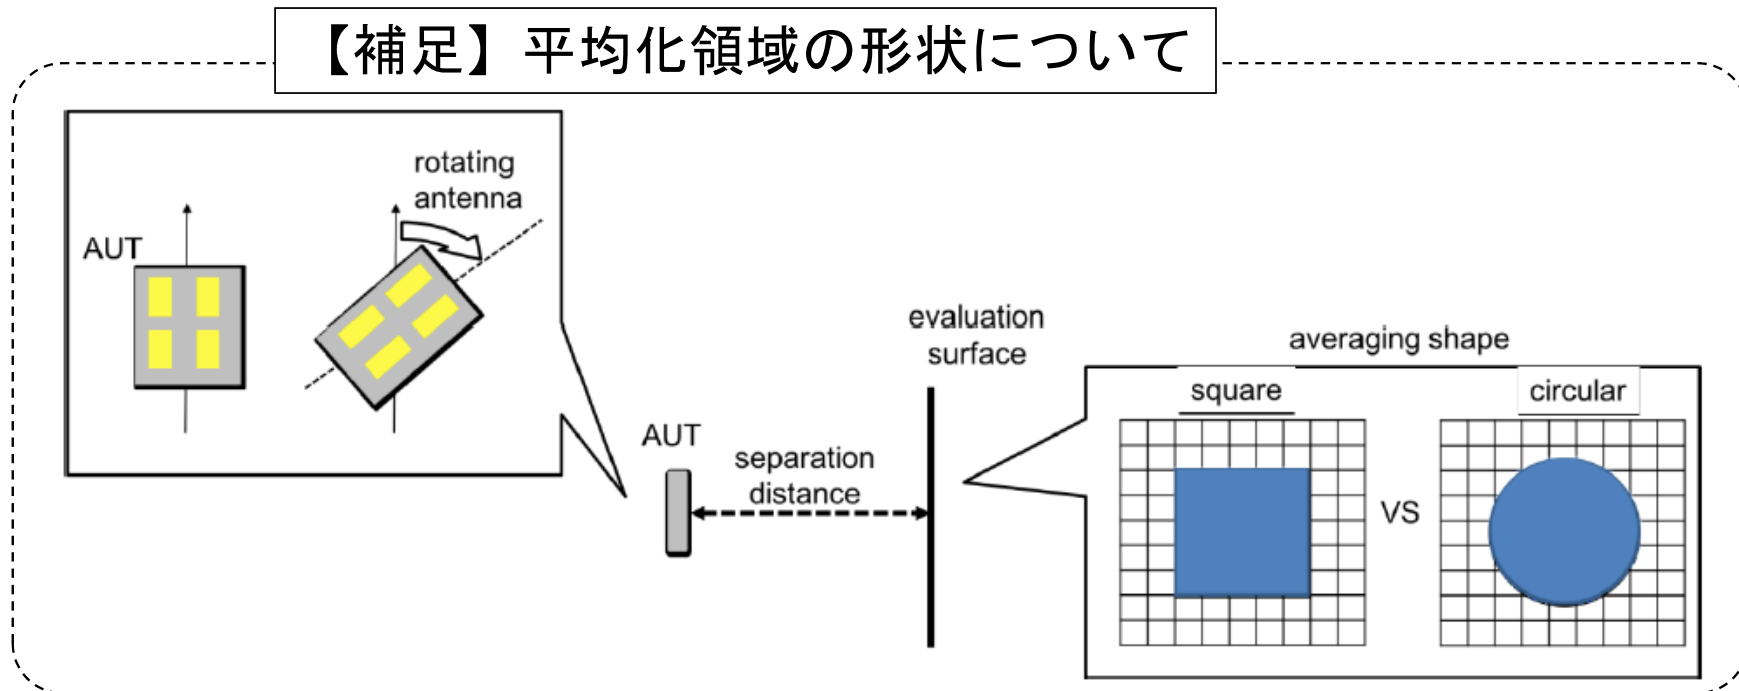 【補足】平均化領域の形状について
rotating
antenna
AUT
AUT
separation
distance
evaluation
surface
averaging shape
square
VS
circular